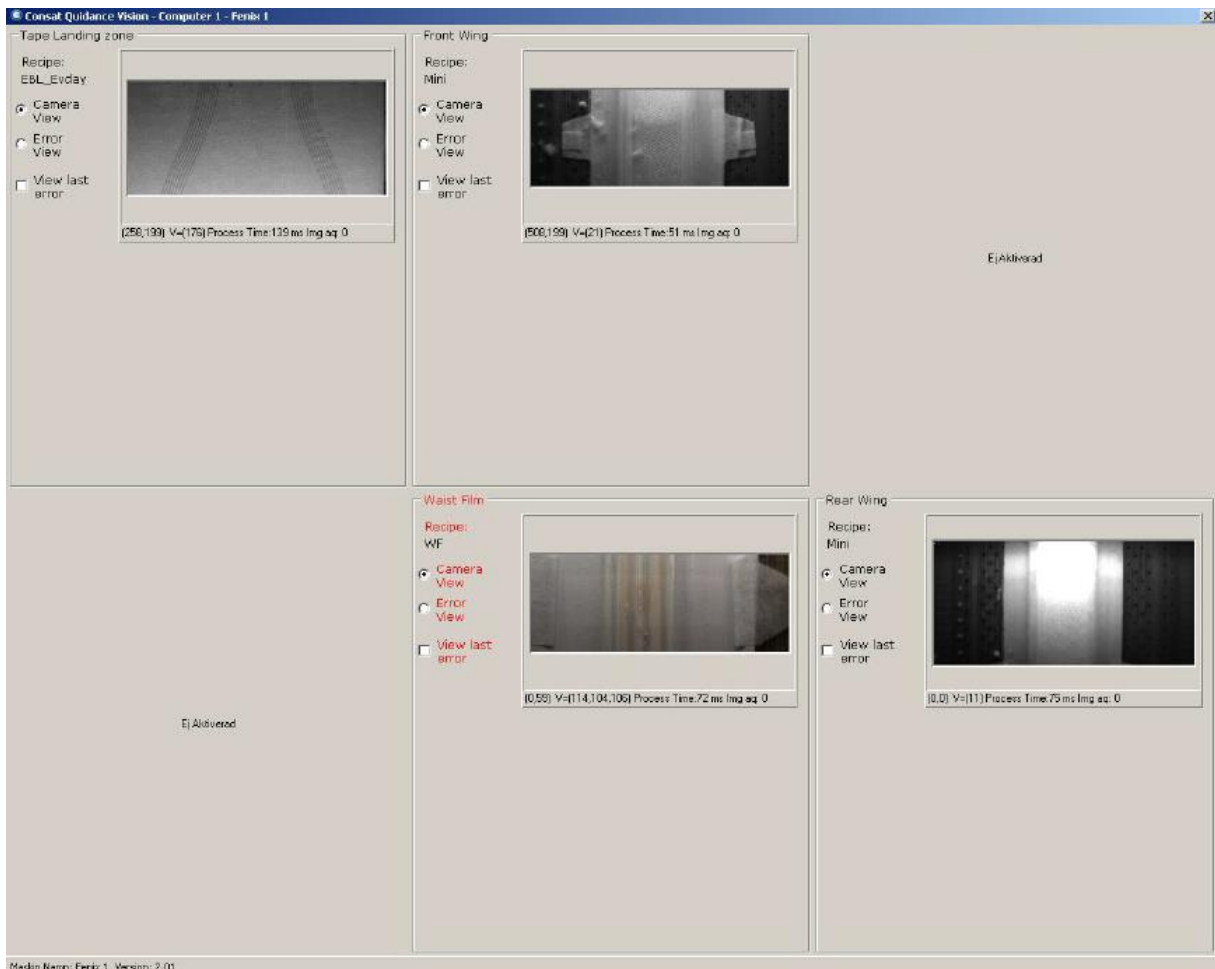 Consat Quidance Vision - Computer 1 - Fenix 1
Tape Landing zone
Recipe:
EBL_Evday
Camera
View
Error
View
View last
error
(258,199) V=(176) Process Time:139 ms Img aq: 0
Front Wing
Recipe:
Mini
Camera
View
Error
View
View last
error
(508,199) V=(21) Process Time:51 ms Img aq: 0
Ej Aktiverad
Ej Aktiverad
Waist Film
Recipe:
WF
Camera
View
Error
View
View last
error
(0,59) V=(114,104,106) Process Time:72 ms Img aq: 0
Rear Wing
Recipe:
Mini
Camera
View
Error
View
View last
error
(0,0) V=(11) Process Time:75 ms Img aq: 0
Maskin Namn: Fenix 1 Version: 2.01